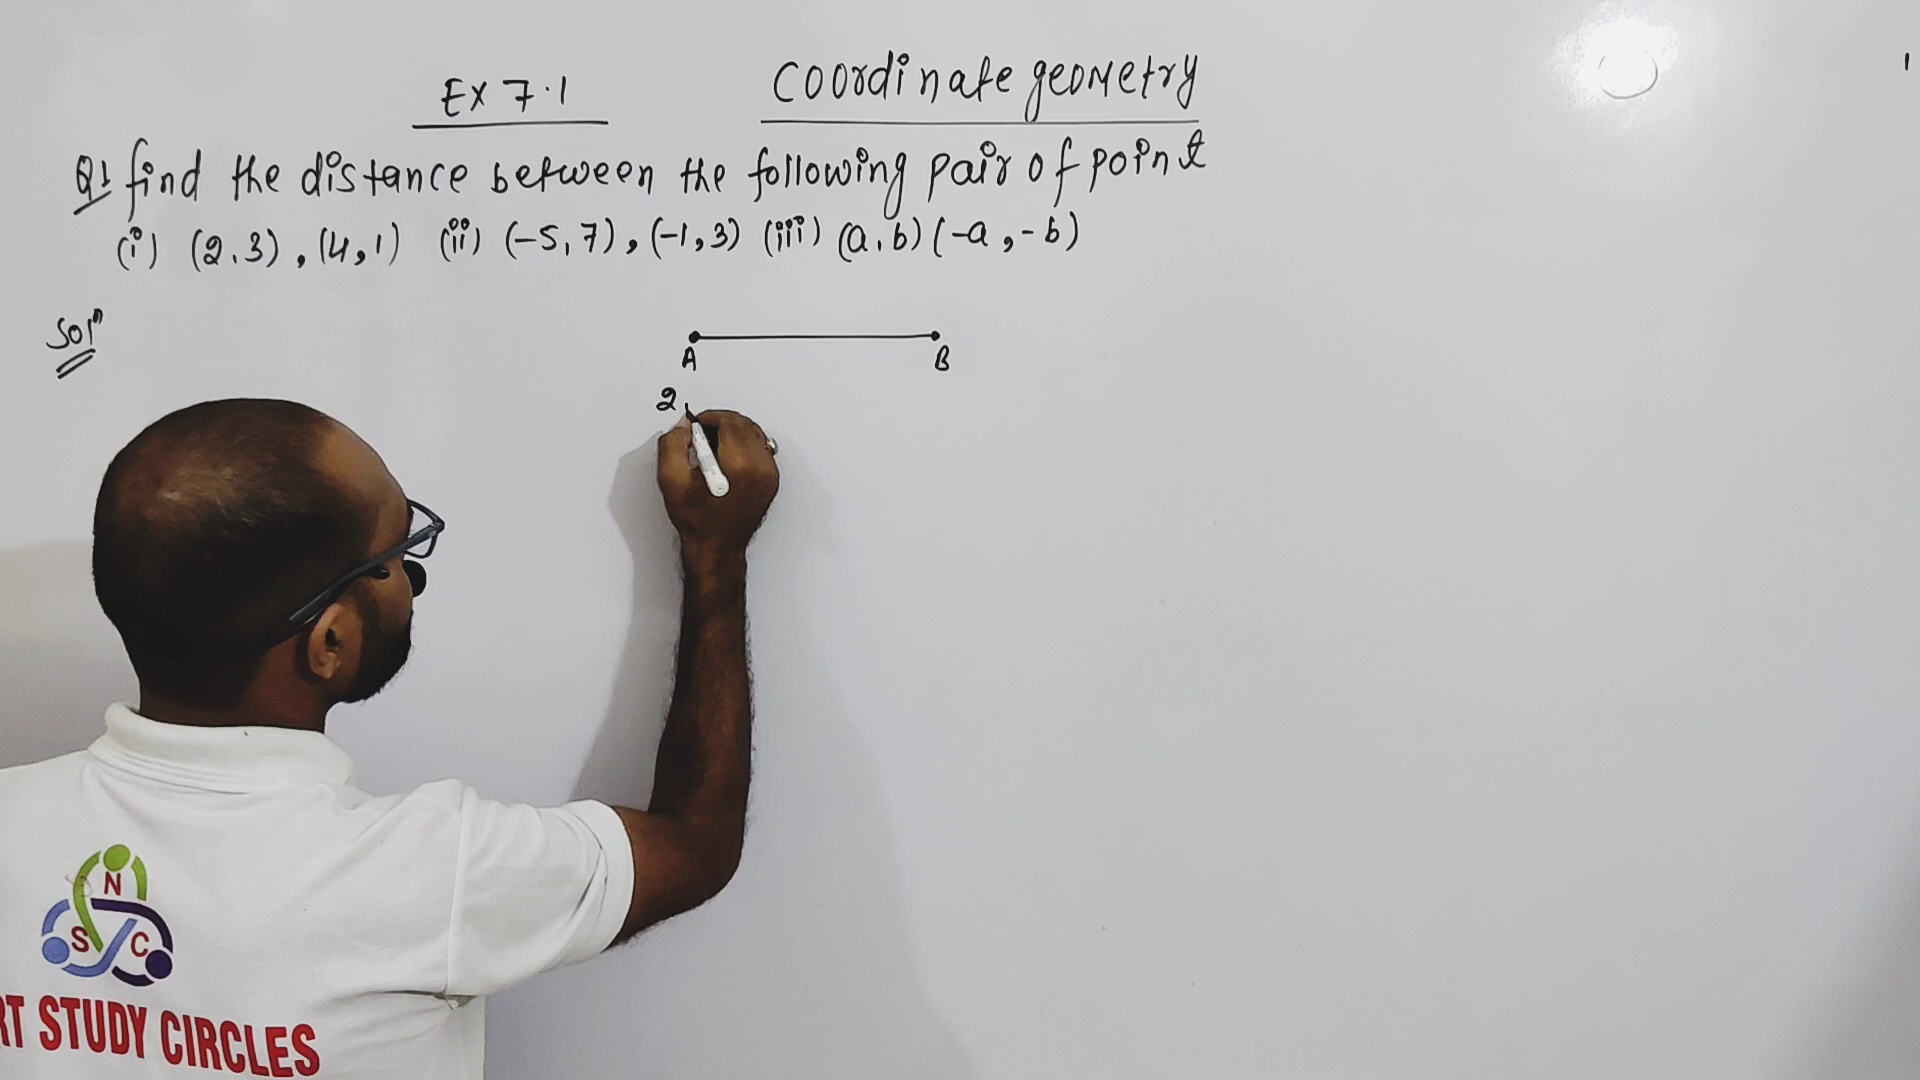 Ex 7.1
Coordinate geometry
Q1 find the distance between the following pair of point
(i) (2,3), (4,1) (ii) (-5,7), (-1,3) (iii) (a,b) (-a,-b)
Solⁿ
A B
2,
N
S C
RT STUDY CIRCLES